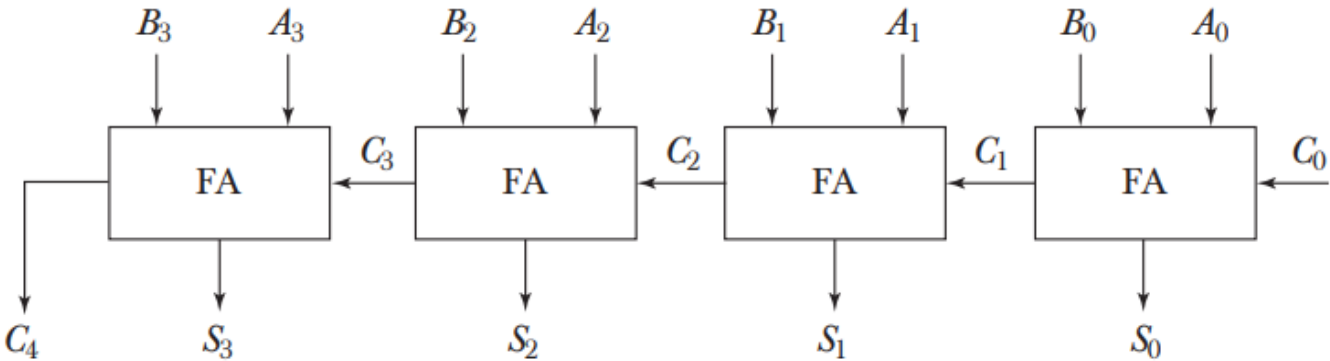 B₃ A₃ B₂ A₂ B₁ A₁ B₀ A₀
C₃ C₂ C₁ C₀
FA FA FA FA
C₄ S₃ S₂ S₁ S₀